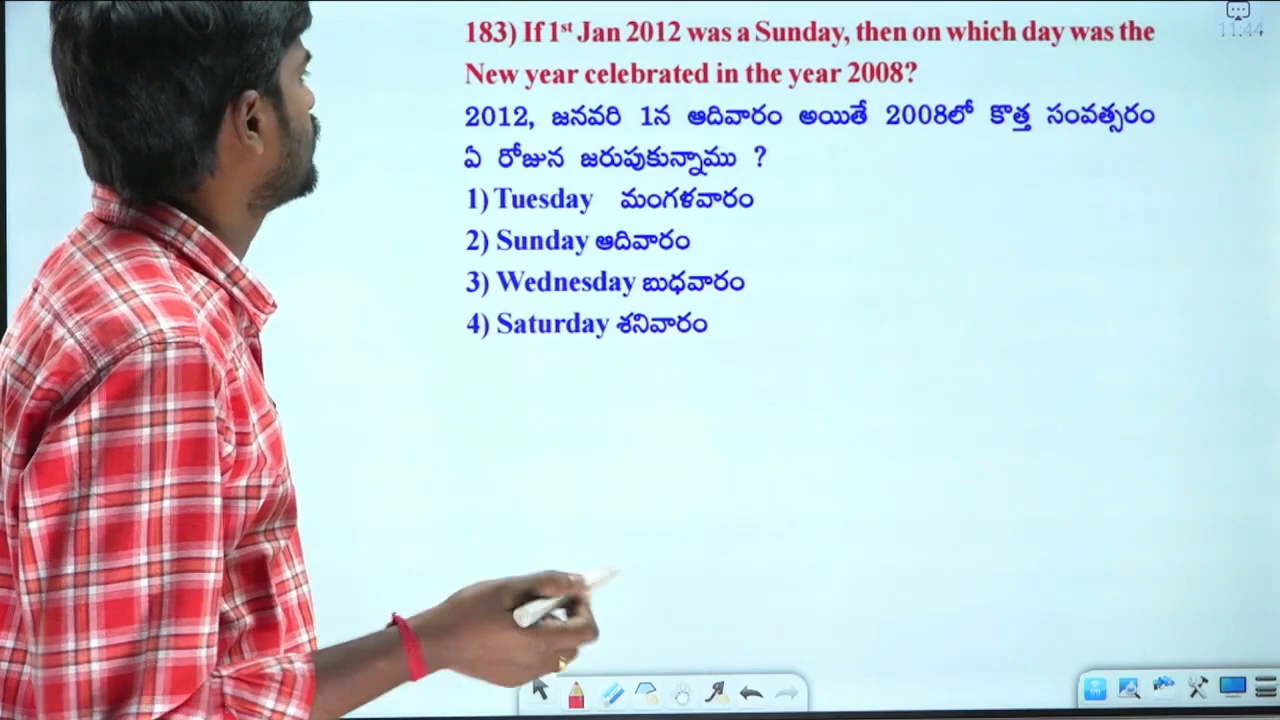 11:44
183) If 1st Jan 2012 was a Sunday, then on which day was the
New year celebrated in the year 2008?
2012, జనవరి 1న ఆదివారం అయితే 2008లో కొత్త సంవత్సరం
ఏ రోజున జరుపుకున్నాము ?
1) Tuesday మంగళవారం
2) Sunday ఆదివారం
3) Wednesday బుధవారం
4) Saturday శనివారం